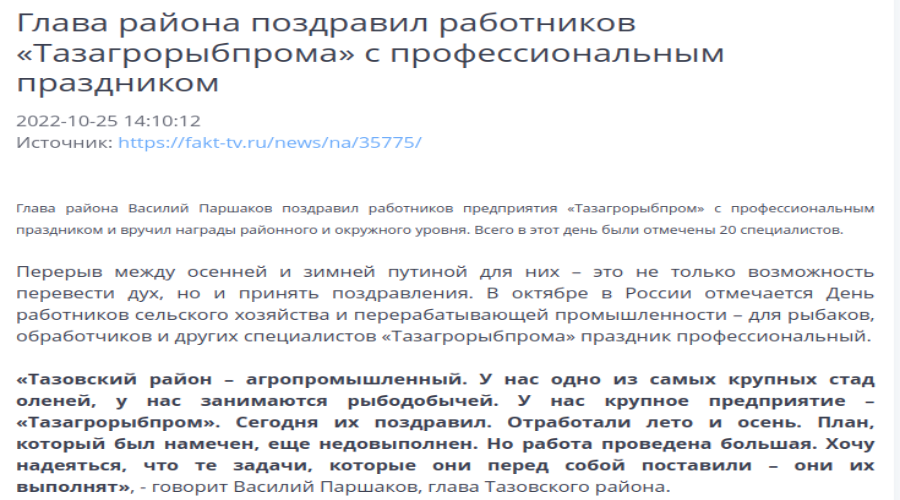 Глава района поздравил работников
«Тазагрорыбпрома» с профессиональным
праздником
2022-10-25 14:10:12
Источник: https://fakt-tv.ru/news/na/35775/
Глава района Василий Паршаков поздравил работников предприятия «Тазагрорыбпром» с профессиональным
праздником и вручил награды районного и окружного уровня. Всего в этот день были отмечены 20 специалистов.
Перерыв между осенней и зимней путиной для них – это не только возможность
перевести дух, но и принять поздравления. В октябре в России отмечается День
работников сельского хозяйства и перерабатывающей промышленности – для рыбаков,
обработчиков и других специалистов «Тазагрорыбпрома» праздник профессиональный.
«Тазовский район – агропромышленный. У нас одно из самых крупных стад
оленей, у нас занимаются рыбодобычей. У нас крупное предприятие –
«Тазагрорыбпром». Сегодня их поздравил. Отработали лето и осень. План,
который был намечен, еще недовыполнен. Но работа проведена большая. Хочу
надеяться, что те задачи, которые они перед собой поставили – они их
выполнят», - говорит Василий Паршаков, глава Тазовского района.